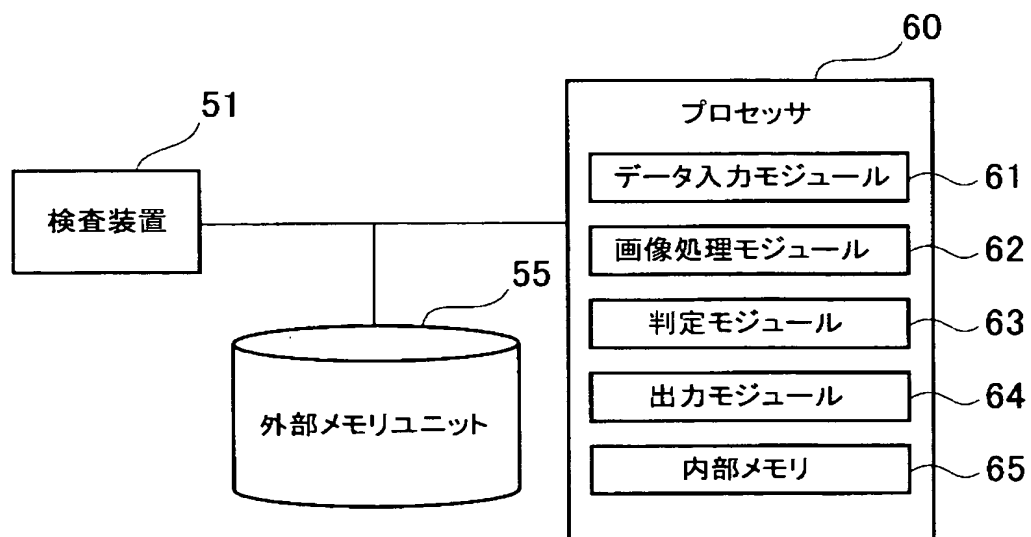 60
プロセッサ
51
検査装置
データ入力モジュール
61
画像処理モジュール
62
55
判定モジュール
63
出力モジュール
64
外部メモリユニット
内部メモリ
65